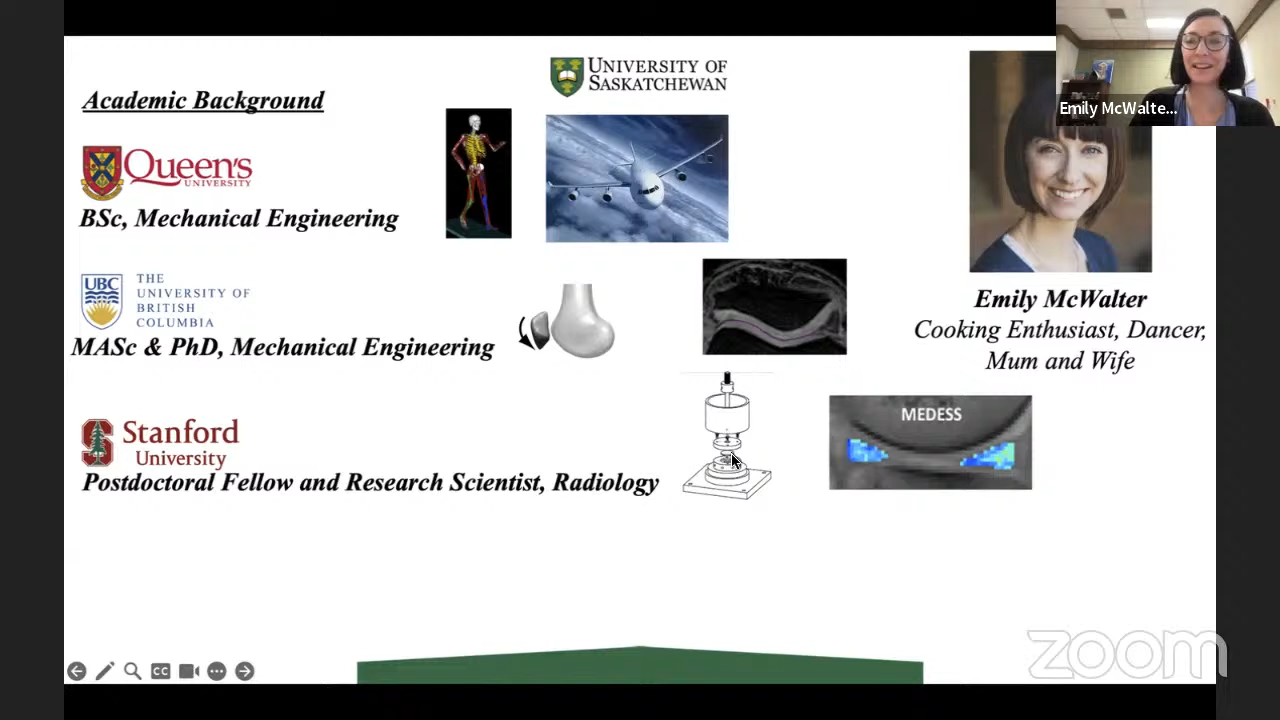 UNIVERSITY OF
SASKATCHEWAN
Academic Background
Queen's
UNIVERSITY
BSc, Mechanical Engineering
UBC
THE
UNIVERSITY OF
BRITISH
COLUMBIA
MASc & PhD, Mechanical Engineering
Stanford
University
Postdoctoral Fellow and Research Scientist, Radiology
MEDESS
Emily McWalte...
Emily McWalter
Cooking Enthusiast, Dancer,
Mum and Wife
CC
zoom